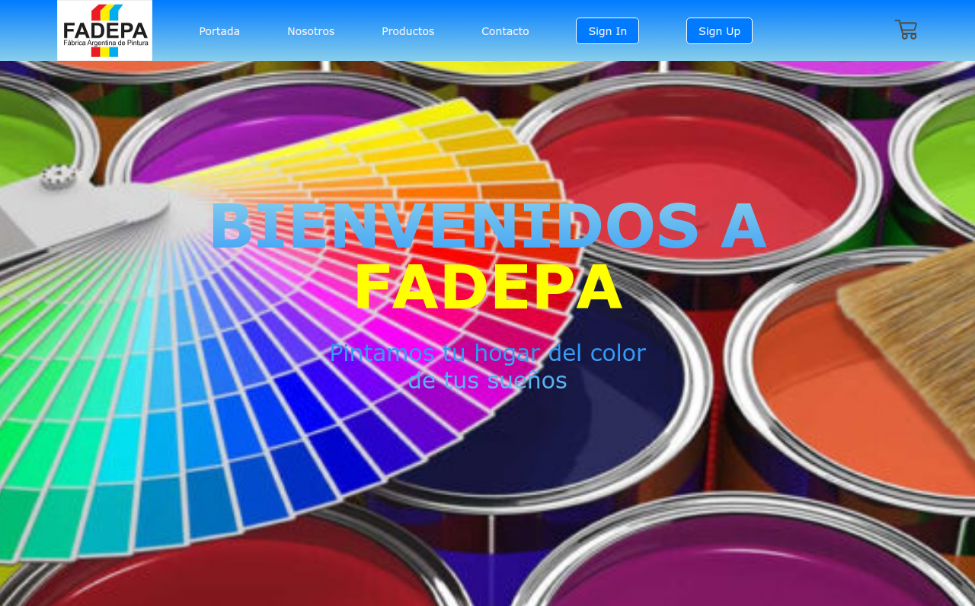 FADEPA
Fábrica Argentina de Pintura
Portada
Nosotros
Productos
Contacto
Sign In
Sign Up
BIENVENIDOS A
FADEPA
Pintamos tu hogar del color
de tus sueños